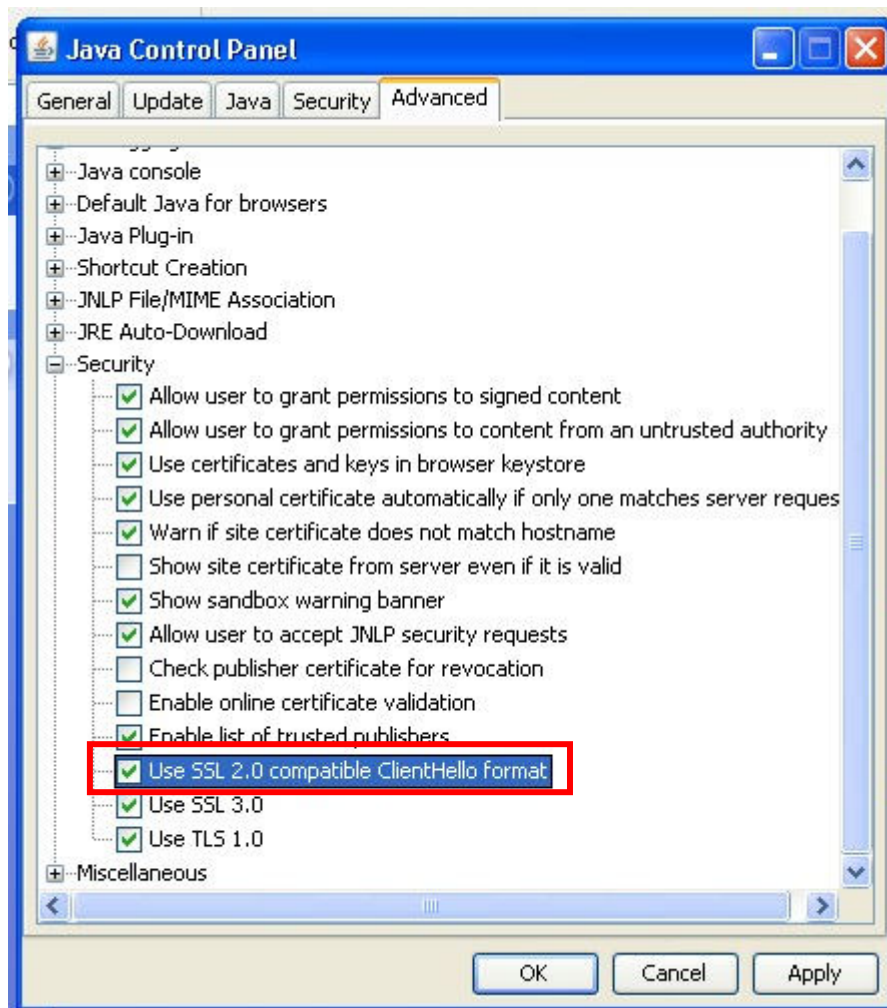 Java Control Panel
General Update Java Security Advanced
Java console
Default Java for browsers
Java Plug-in
Shortcut Creation
JNLP File/MIME Association
JRE Auto-Download
Security
Allow user to grant permissions to signed content
Allow user to grant permissions to content from an untrusted authority
Use certificates and keys in browser keystore
Use personal certificate automatically if only one matches server reques
Warn if site certificate does not match hostname
Show site certificate from server even if it is valid
Show sandbox warning banner
Allow user to accept JNLP security requests
Check publisher certificate for revocation
Enable online certificate validation
Enable list of trusted publishers
Use SSL 2.0 compatible ClientHello format
Use SSL 3.0
Use TLS 1.0
Miscellaneous
OK Cancel Apply